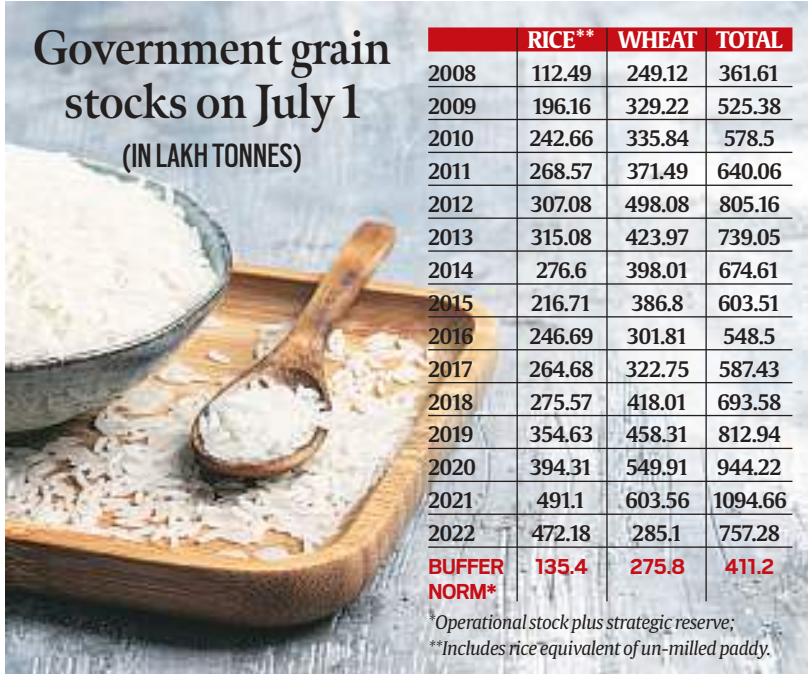 Government grain
stocks on July 1
(IN LAKH TONNES)
RICE** WHEAT TOTAL
2008 112.49 249.12 361.61
2009 196.16 329.22 525.38
2010 242.66 335.84 578.5
2011 268.57 371.49 640.06
2012 307.08 498.08 805.16
2013 315.08 423.97 739.05
2014 276.6 398.01 674.61
2015 216.71 386.8 603.51
2016 246.69 301.81 548.5
2017 264.68 322.75 587.43
2018 275.57 418.01 693.58
2019 354.63 458.31 812.94
2020 394.31 549.91 944.22
2021 491.1 603.56 1094.66
2022 472.18 285.1 757.28
BUFFER 135.4 275.8 411.2
NORM*
*Operational stock plus strategic reserve;
**Includes rice equivalent of un-milled paddy.